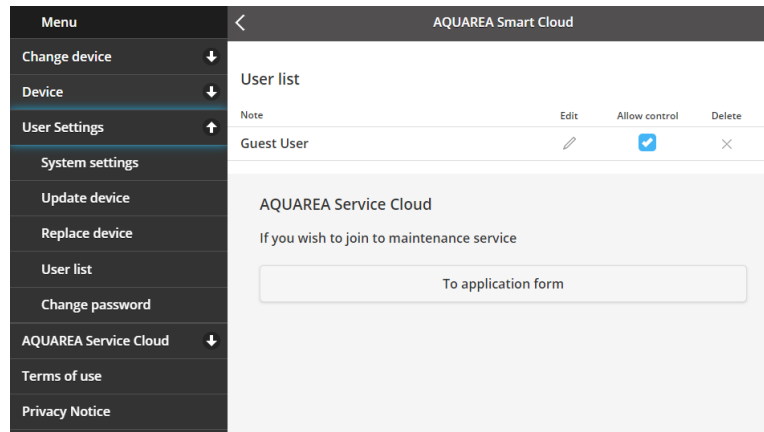 Menu
Change device
Device
User Settings
System settings
Update device
Replace device
User list
Change password
AQUAREA Service Cloud
Terms of use
Privacy Notice
AQUAREA Smart Cloud
User list
Note Edit Allow control Delete
Guest User
AQUAREA Service Cloud
If you wish to join to maintenance service
To application form